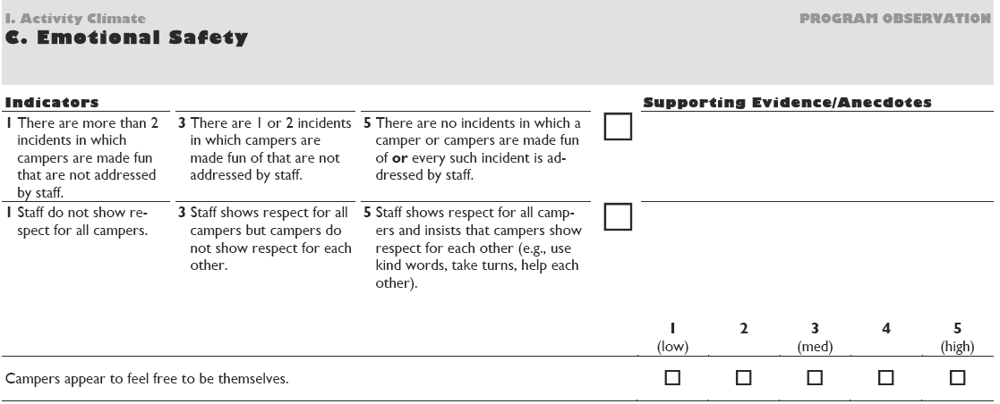 I. Activity Climate
PROGRAM OBSERVATION
C. Emotional Safety
Indicators
Supporting Evidence/Anecdotes
1 There are more than 2
incidents in which
campers are made fun
that are not addressed
by staff.
3 There are 1 or 2 incidents
in which campers are
made fun of that are not
addressed by staff.
5 There are no incidents in which a
camper or campers are made fun
of or every such incident is ad-
dressed by staff.
1 Staff do not show re-
spect for all campers.
3 Staff shows respect for all
campers but campers do
not show respect for each
other.
5 Staff shows respect for all camp-
ers and insists that campers show
respect for each other (e.g., use
kind words, take turns, help each
other).
1 2 3 4 5
(low) (med) (high)
Campers appear to feel free to be themselves.